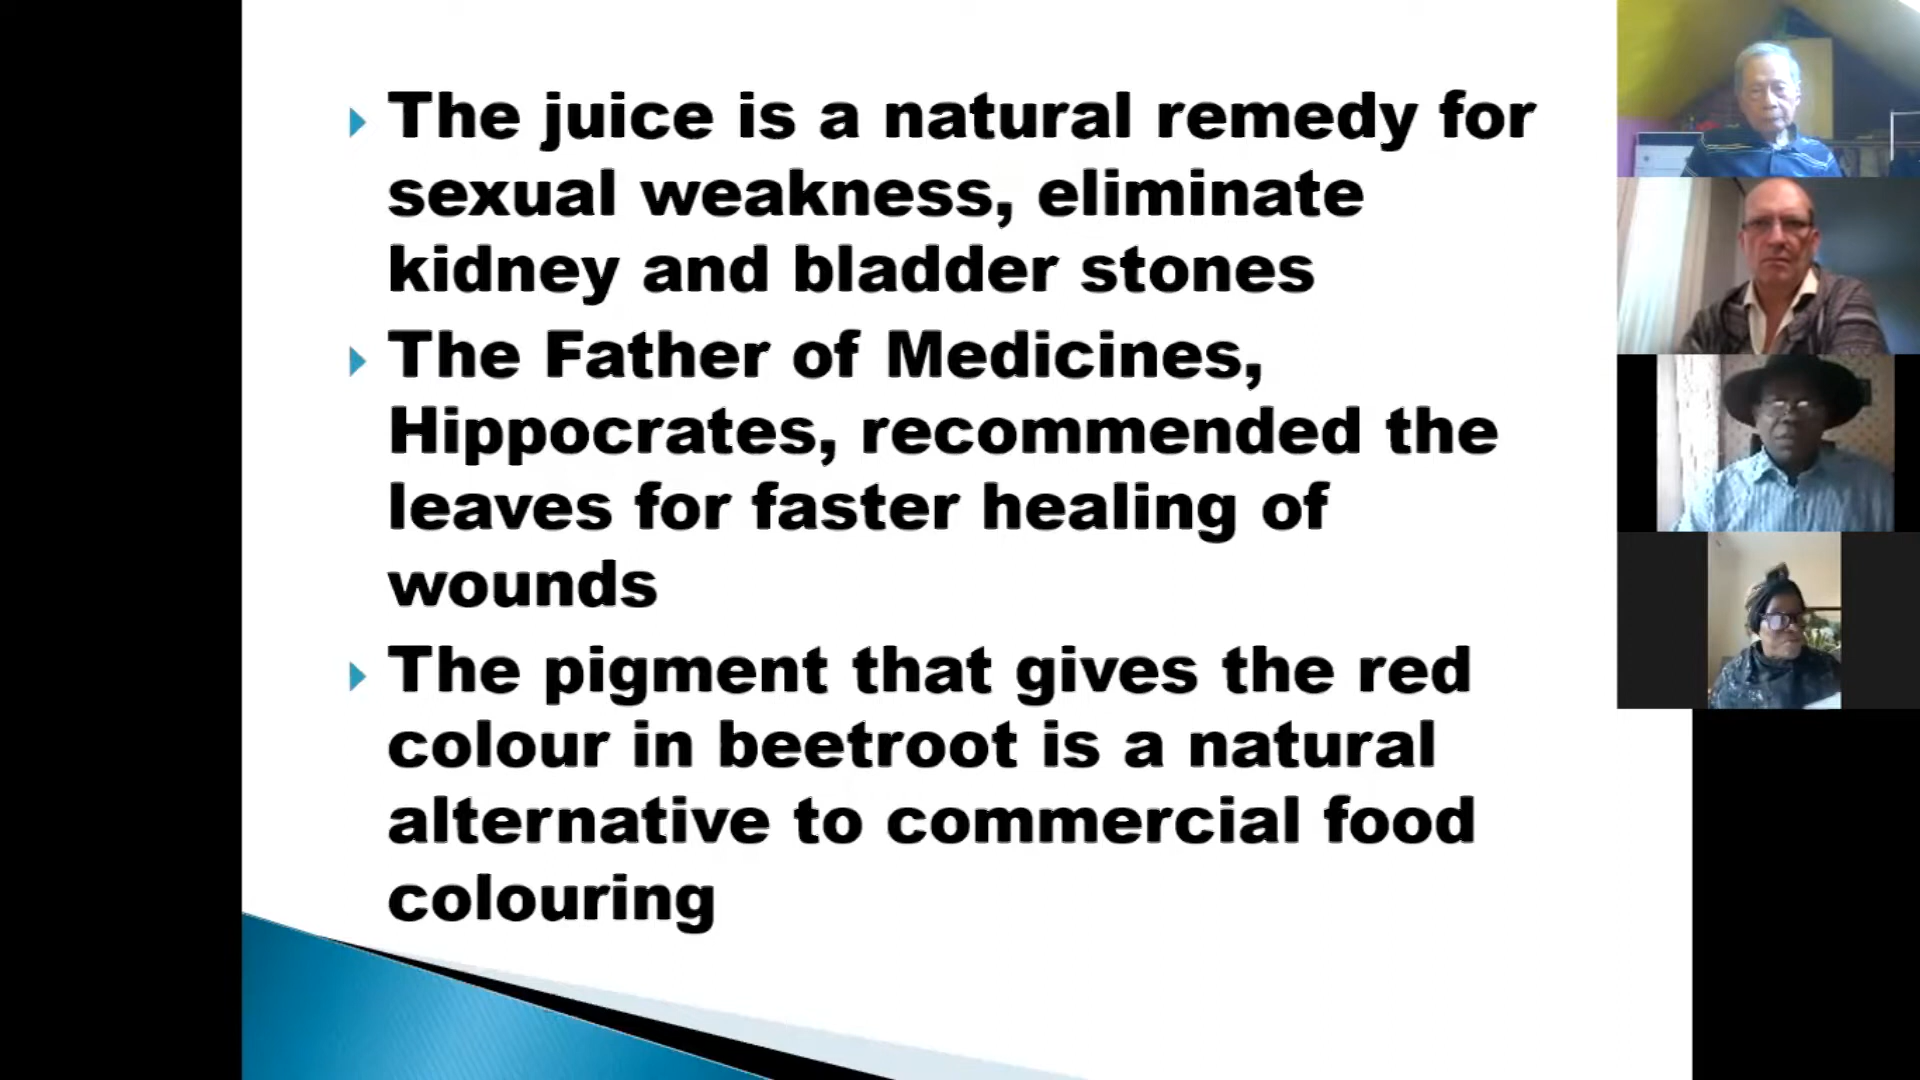 The juice is a natural remedy for
sexual weakness, eliminate
kidney and bladder stones
The Father of Medicines,
Hippocrates, recommended the
leaves for faster healing of
wounds
The pigment that gives the red
colour in beetroot is a natural
alternative to commercial food
colouring